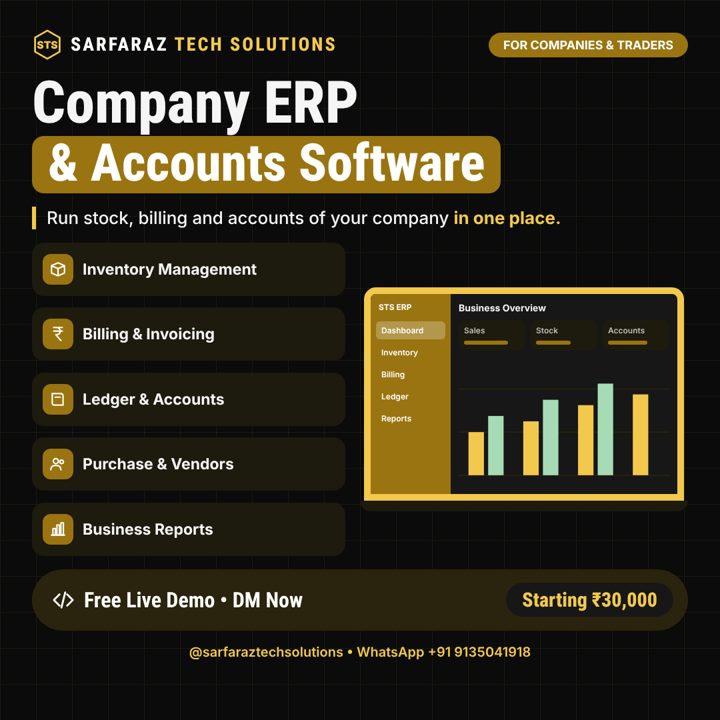 STS SARFARAZ TECH SOLUTIONS
FOR COMPANIES & TRADERS
Company ERP
& Accounts Software
Run stock, billing and accounts of your company in one place.
Inventory Management
₹ Billing & Invoicing
Ledger & Accounts
Purchase & Vendors
Business Reports
STS ERP
Dashboard
Inventory
Billing
Ledger
Reports
Business Overview
Sales Stock Accounts
</> Free Live Demo • DM Now
Starting ₹30,000
@sarfaraztechsolutions • WhatsApp +91 9135041918